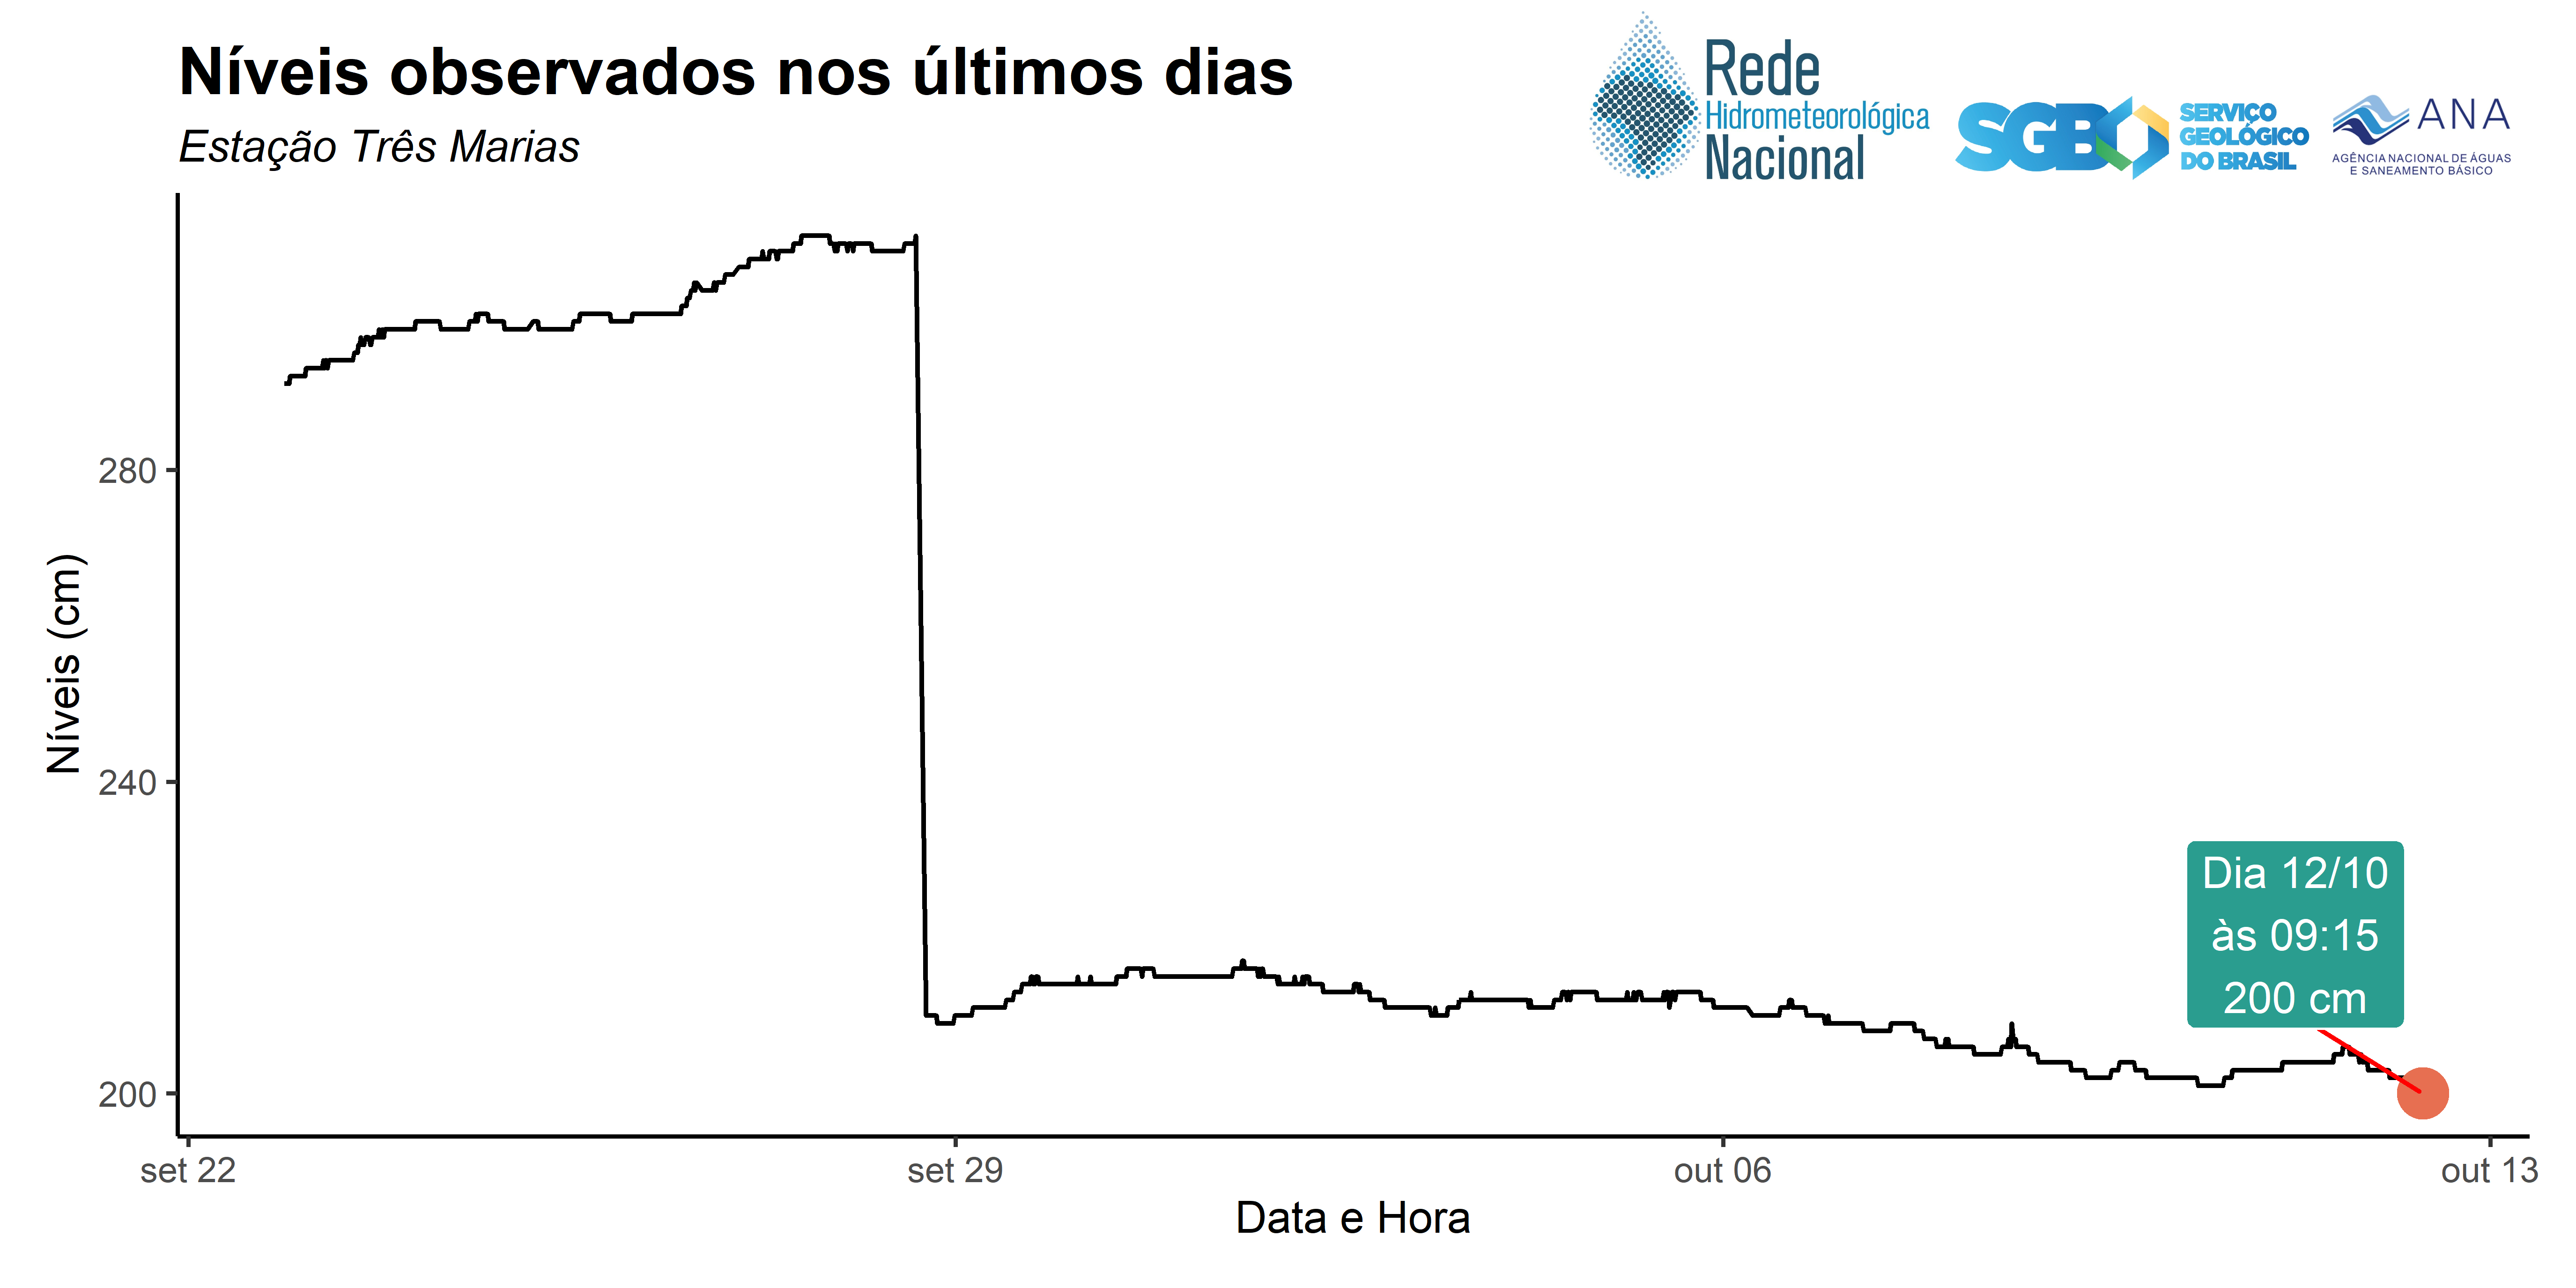 Níveis observados nos últimos dias
Estação Três Marias
Rede
Hidrometeorológica
Nacional
SGB
SERVIÇO
GEOLÓGICO
DO BRASIL
ANA
AGÊNCIA NACIONAL DE ÁGUAS
E SANEAMENTO BÁSICO
Níveis (cm)
280
240
200
Dia 12/10
às 09:15
200 cm
set 22
set 29
out 06
out 13
Data e Hora